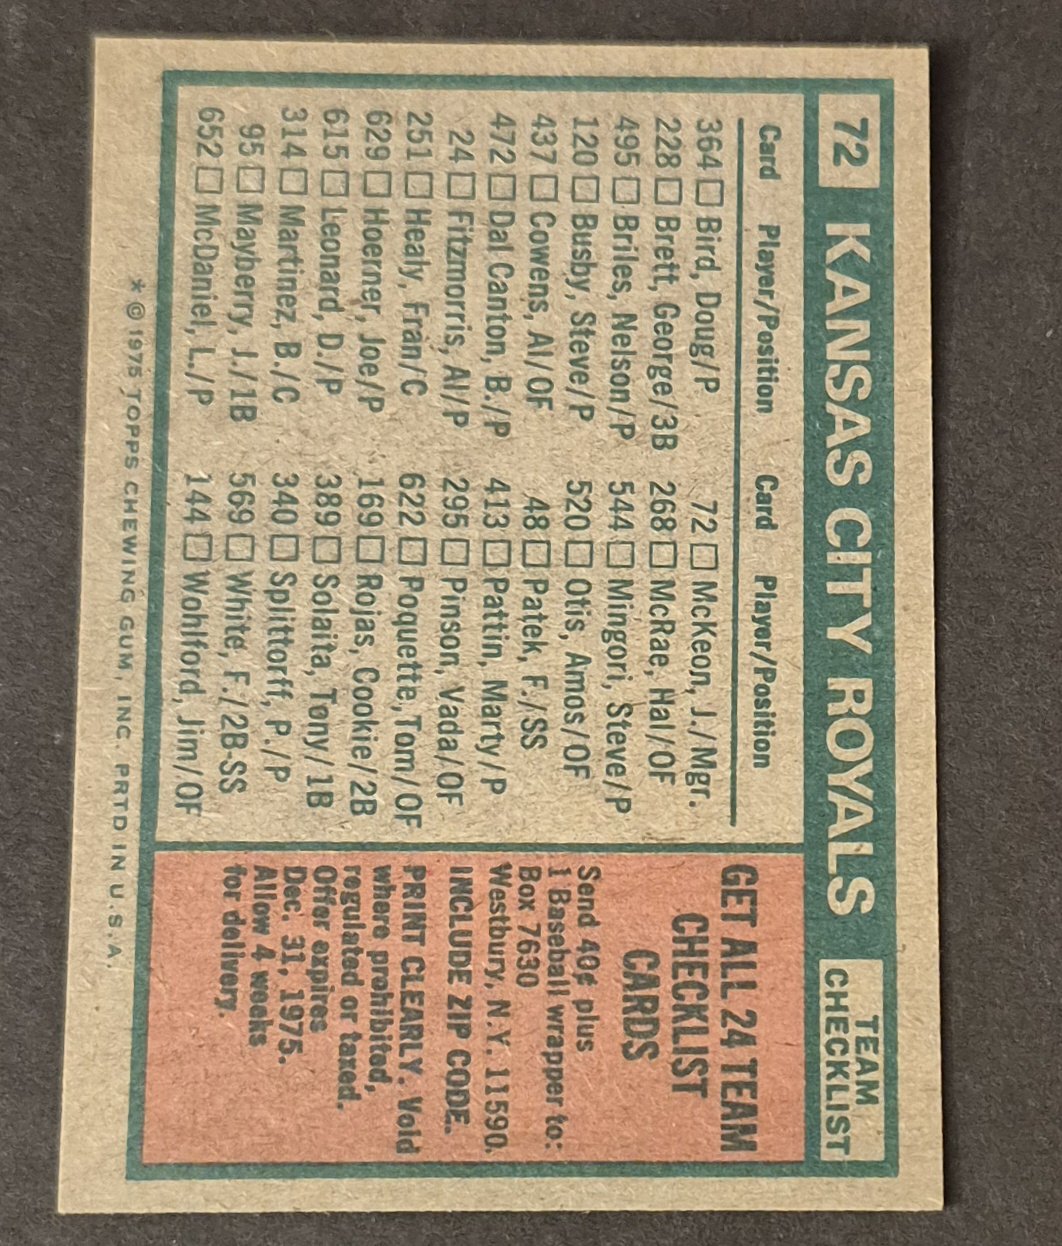 72 KANSAS CITY ROYALS TEAM CHECKLIST
Card Player/Position Card Player/Position
364 □ Bird, Doug/P
228 □ Brett, George/3B
495 □ Briles, Nelson/P
120 □ Busby, Steve/P
437 □ Cowens, Al/OF
472 □ Dal Canton, B./P
24 □ Fitzmorris, Al/P
251 □ Healy, Fran/C
629 □ Hoerner, Joe/P
615 □ Leonard, D./P
314 □ Martinez, B./C
95 □ Mayberry, J./1B
652 □ McDaniel, L./P
72 □ McKeon, J./Mgr.
268 □ McRae, Hal/OF
544 □ Mingori, Steve/P
520 □ Otis, Amos/OF
48 □ Patek, F./SS
413 □ Pattin, Marty/P
295 □ Pinson, Vada/OF
622 □ Poquette, Tom/OF
169 □ Rojas, Cookie/2B
389 □ Solaita, Tony/1B
340 □ Splittorff, P./P
569 □ White, F./2B-SS
144 □ Wohlford, Jim/OF
GET ALL 24 TEAM
CHECKLIST
CARDS
Send 40¢ plus
1 Baseball wrapper to:
Box 7630
Westbury, N.Y. 11590.
INCLUDE ZIP CODE.
PRINT CLEARLY. Void
where prohibited,
regulated or taxed.
Offer expires
Dec. 31, 1975.
Allow 4 weeks
for delivery.
* © 1975 TOPPS CHEWING GUM, INC. PRTD IN U.S.A.